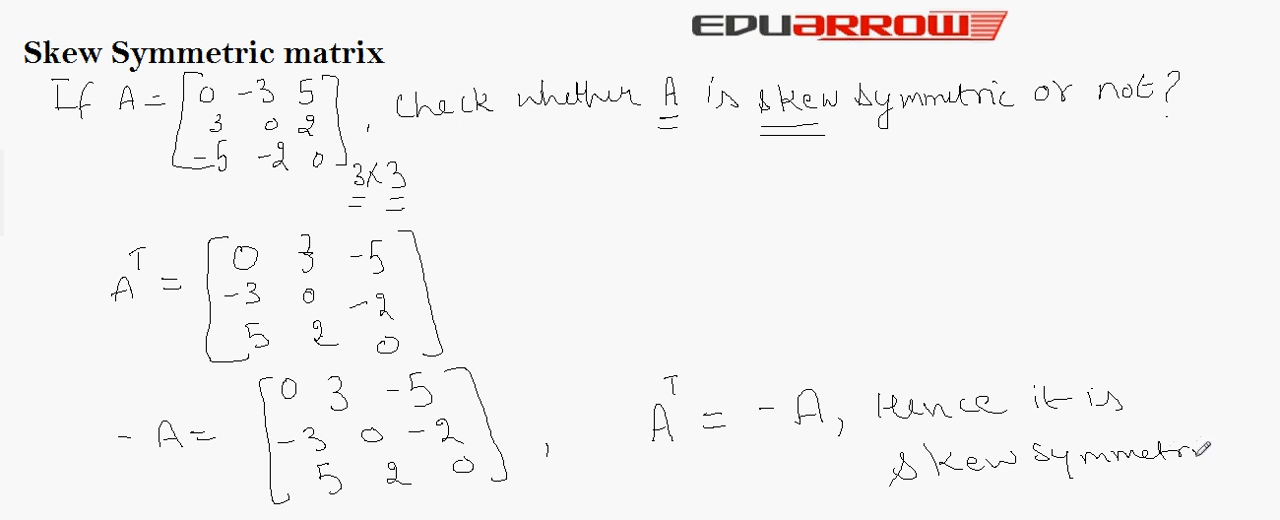 EDUARROW
Skew Symmetric matrix
If A = [0 -3 5
3 0 2
-5 -2 0] 3×3, check whether A is skew symmetric or not?
A^T = [0 3 -5
-3 0 -2
5 2 0]
-A = [0 3 -5
-3 0 -2
5 2 0], A^T = -A, Hence it is
skew symmetri